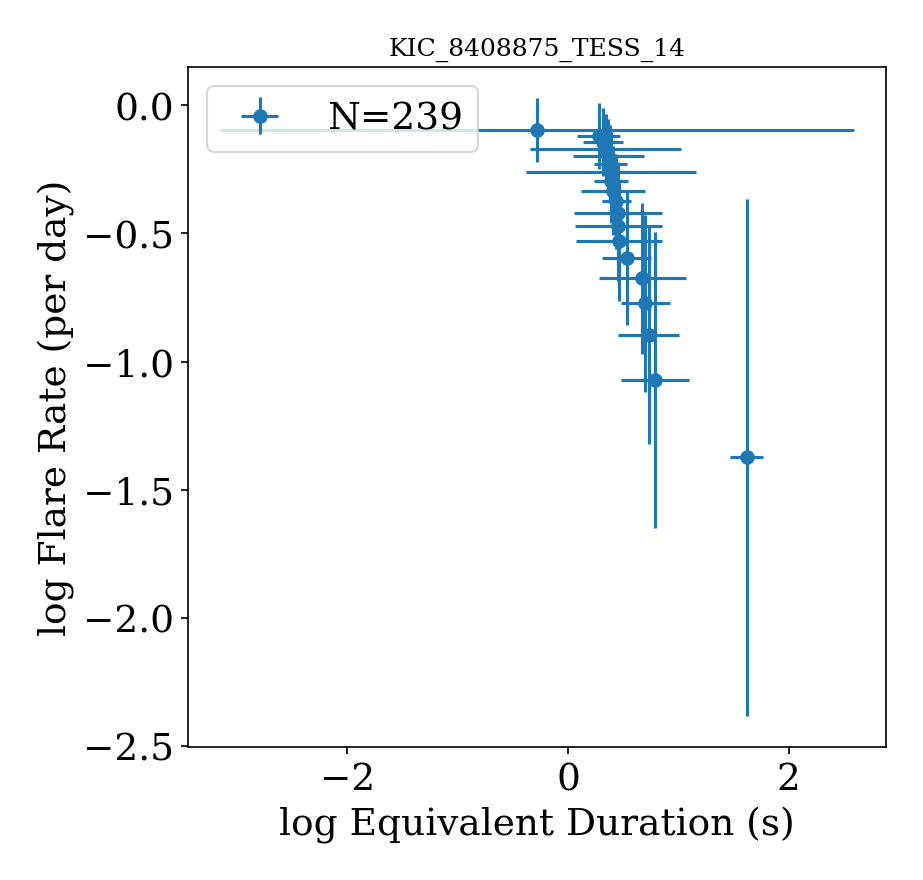 KIC_8408875_TESS_14
N=239
log Flare Rate (per day)
0.0
−0.5
−1.0
−1.5
−2.0
−2.5
−2
0
2
log Equivalent Duration (s)